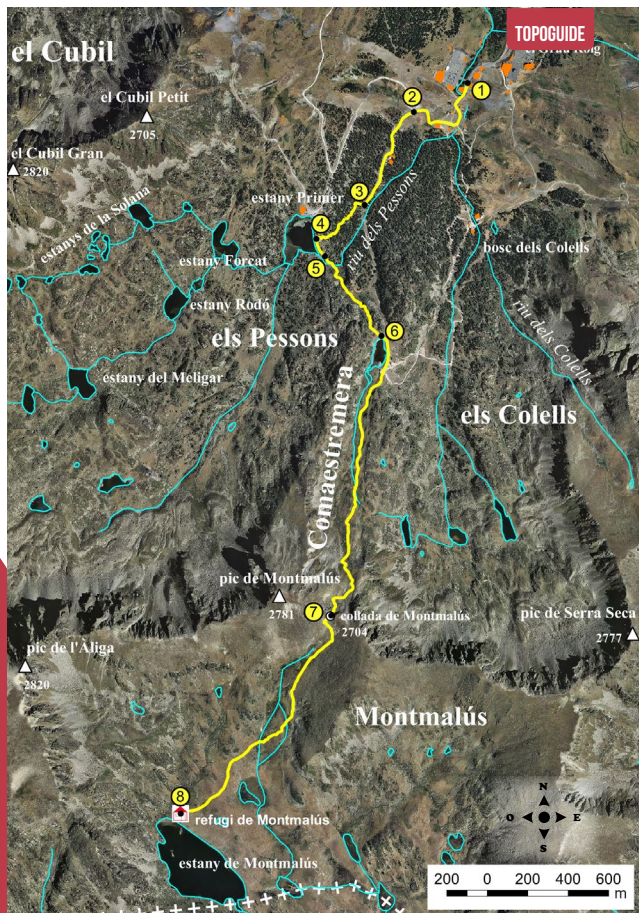 TOPOGUIDE
el Cubil
el Grau Roig
el Cubil Petit
2705
1
2
el Cubil Gran
2820
estany Primer
3
estanys de la Solana
4
riu dels Pessons
bosc dels Colells
estany Forcat
5
estany Rodó
riu dels Colells
6
els Pessons
estany del Meligar
els Colells
Comaestremera
pic de Montmalús
2781
7
collada de Montmalús
2704
pic de Serra Seca
2777
pic de l'Àliga
2820
Montmalús
8
refugi de Montmalús
N
O
E
S
estany de Montmalús
200 0 200 400 600
m